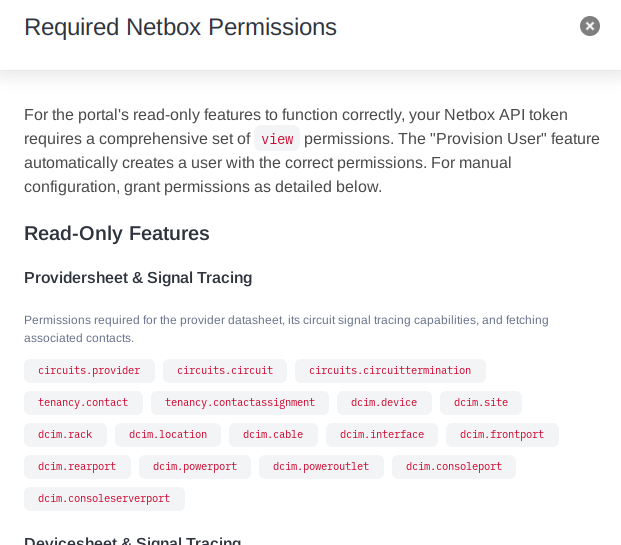 Required Netbox Permissions
For the portal's read-only features to function correctly, your Netbox API token
requires a comprehensive set of view permissions. The "Provision User" feature
automatically creates a user with the correct permissions. For manual
configuration, grant permissions as detailed below.
Read-Only Features
Providersheet & Signal Tracing
Permissions required for the provider datasheet, its circuit signal tracing capabilities, and fetching
associated contacts.
circuits.provider circuits.circuit circuits.circuittermination
tenancy.contact tenancy.contactassignment dcim.device dcim.site
dcim.rack dcim.location dcim.cable dcim.interface dcim.frontport
dcim.rearport dcim.powerport dcim.poweroutlet dcim.consoleport
dcim.consoleserverport
Devicesheet & Signal Tracing